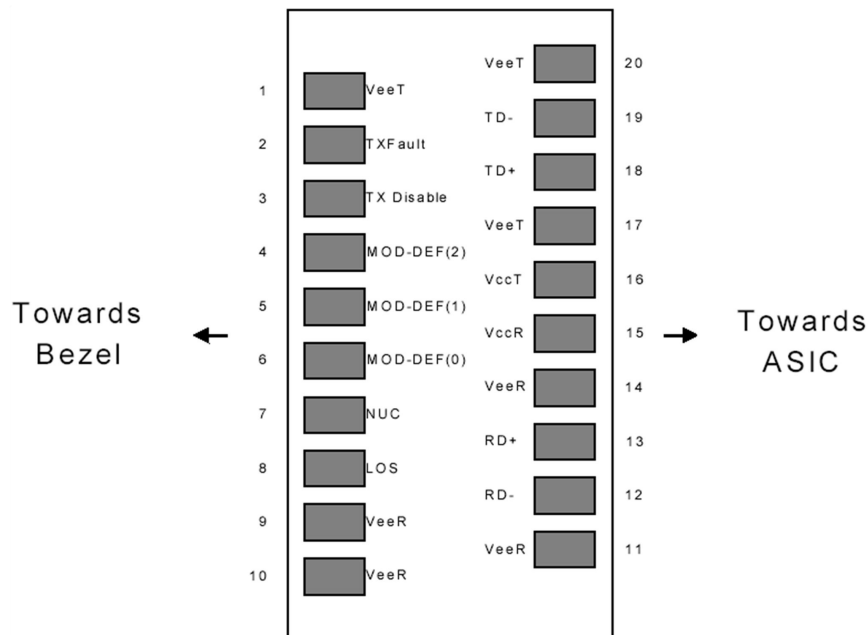 VeeT 20
1 VeeT
TD- 19
2 TXFault
TD+ 18
3 TX Disable
VeeT 17
4 MOD-DEF(2)
VccT 16
5 MOD-DEF(1)
Towards
Bezel
VccR 15
Towards
ASIC
6 MOD-DEF(0)
VeeR 14
7 NUC
RD+ 13
8 LOS
RD- 12
9 VeeR
VeeR 11
10 VeeR